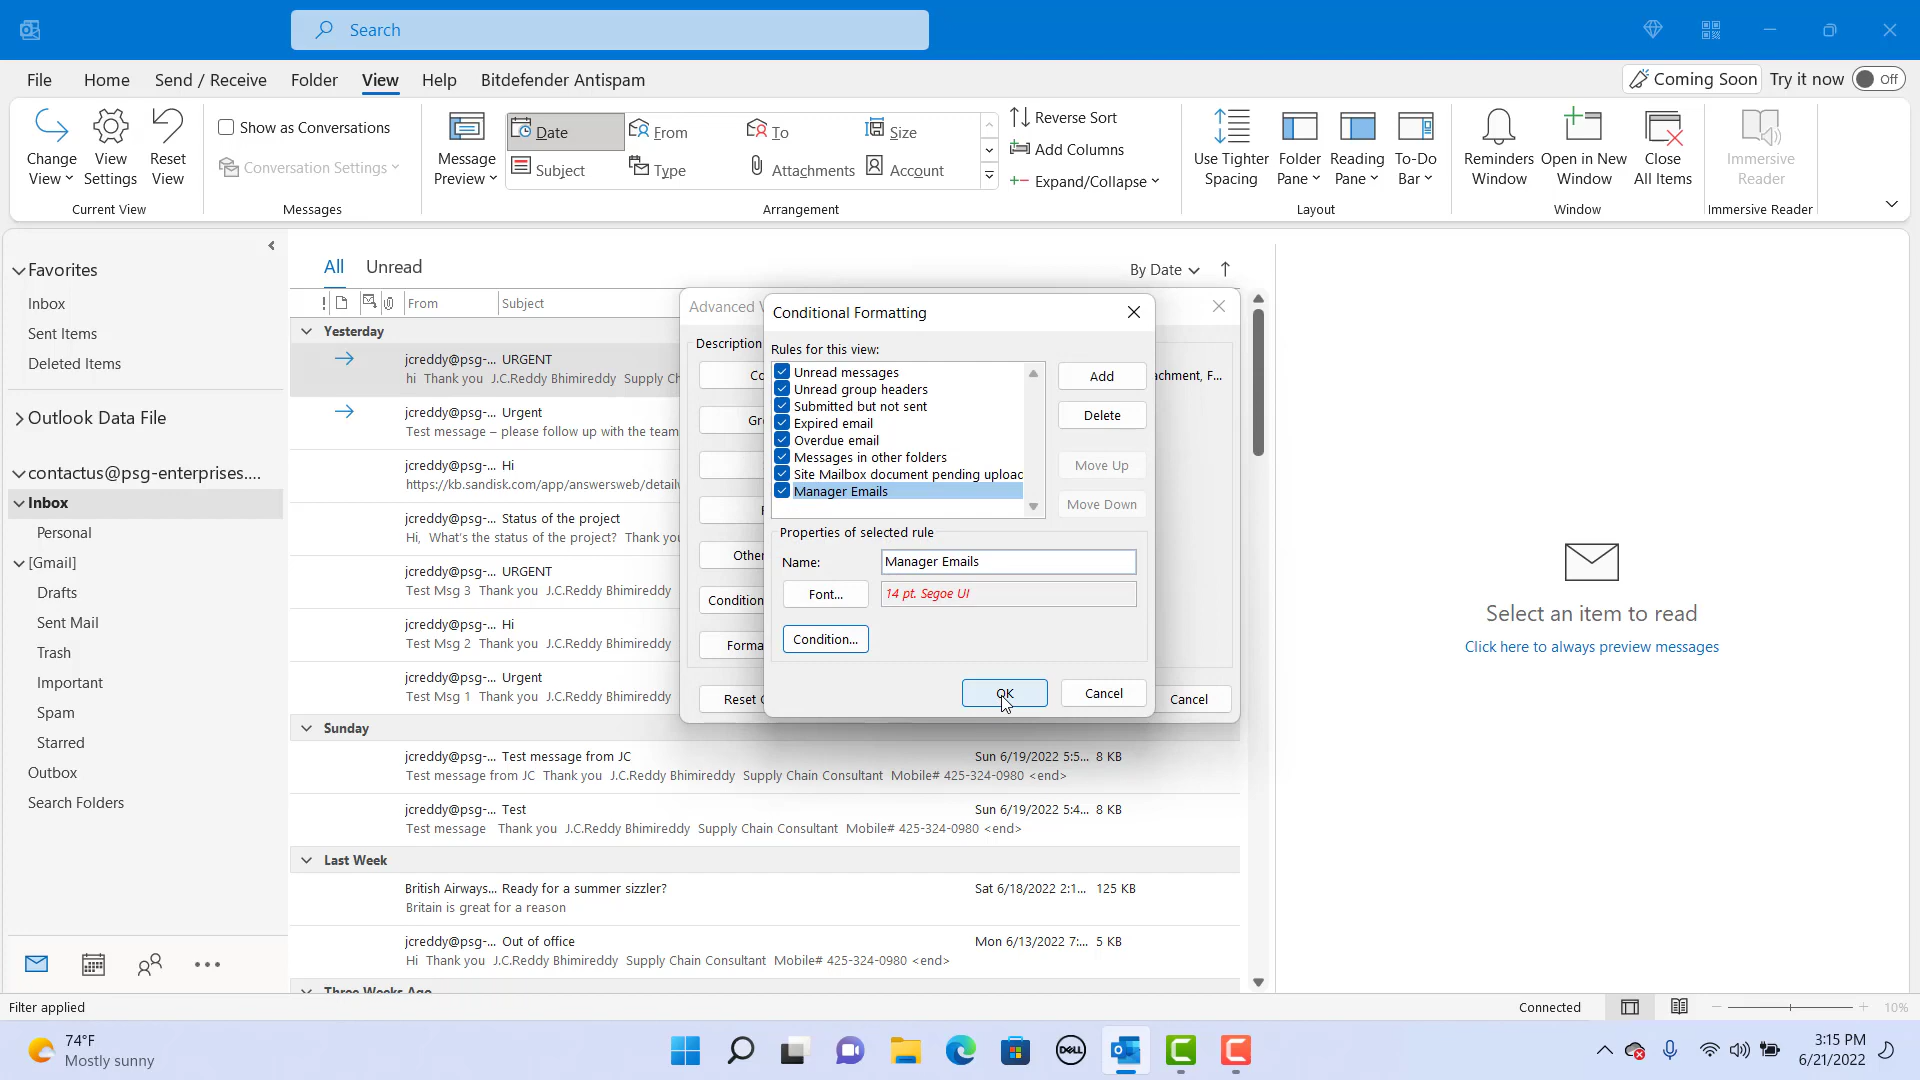 Search
File Home Send / Receive Folder View Help Bitdefender Antispam
Coming Soon Try it now Off
Change View
View Settings
Reset View
Current View
Show as Conversations
Conversation Settings
Messages
Message Preview
Date From To Size
Subject Type Attachments Account
Arrangement
Reverse Sort
Add Columns
Expand/Collapse
Use Tighter Spacing
Folder Pane
Reading Pane
To-Do Bar
Layout
Reminders Window
Open in New Window
Close All Items
Window
Immersive Reader
Immersive Reader
Favorites
Inbox
Sent Items
Deleted Items
Outlook Data File
contactus@psg-enterprises....
Inbox
Personal
[Gmail]
Drafts
Sent Mail
Trash
Important
Spam
Starred
Outbox
Search Folders
All Unread
By Date
! From Subject
Yesterday
jcreddy@psg-... URGENT
hi Thank you J.C.Reddy Bhimireddy Supply Ch
jcreddy@psg-... Urgent
Test message – please follow up with the team
jcreddy@psg-... Hi
https://kb.sandisk.com/app/answersweb/detailv
jcreddy@psg-... Status of the project
Hi, What's the status of the project? Thank you
jcreddy@psg-... URGENT
Test Msg 3 Thank you J.C.Reddy Bhimireddy
jcreddy@psg-... Hi
Test Msg 2 Thank you J.C.Reddy Bhimireddy
jcreddy@psg-... Urgent
Test Msg 1 Thank you J.C.Reddy Bhimireddy
Sunday
jcreddy@psg-... Test message from JC Sun 6/19/2022 5:5... 8 KB
Test message from JC Thank you J.C.Reddy Bhimireddy Supply Chain Consultant Mobile# 425-324-0980 <end>
jcreddy@psg-... Test Sun 6/19/2022 5:4... 8 KB
Test message Thank you J.C.Reddy Bhimireddy Supply Chain Consultant Mobile# 425-324-0980 <end>
Last Week
British Airways... Ready for a summer sizzler? Sat 6/18/2022 2:1... 125 KB
Britain is great for a reason
jcreddy@psg-... Out of office Mon 6/13/2022 7:... 5 KB
Hi Thank you J.C.Reddy Bhimireddy Supply Chain Consultant Mobile# 425-324-0980 <end>
Three Weeks Ago
Advanced V
Description
Co
achment, F...
Gr
F
Other
Condition
Forma
Reset C
Cancel
Conditional Formatting
Rules for this view:
Unread messages
Unread group headers
Submitted but not sent
Expired email
Overdue email
Messages in other folders
Site Mailbox document pending upload
Manager Emails
Add
Delete
Move Up
Move Down
Properties of selected rule
Name: Manager Emails
Font... 14 pt. Segoe UI
Condition...
OK Cancel
Select an item to read
Click here to always preview messages
Filter applied
Connected
10%
74°F
Mostly sunny
DELL
3:15 PM
6/21/2022